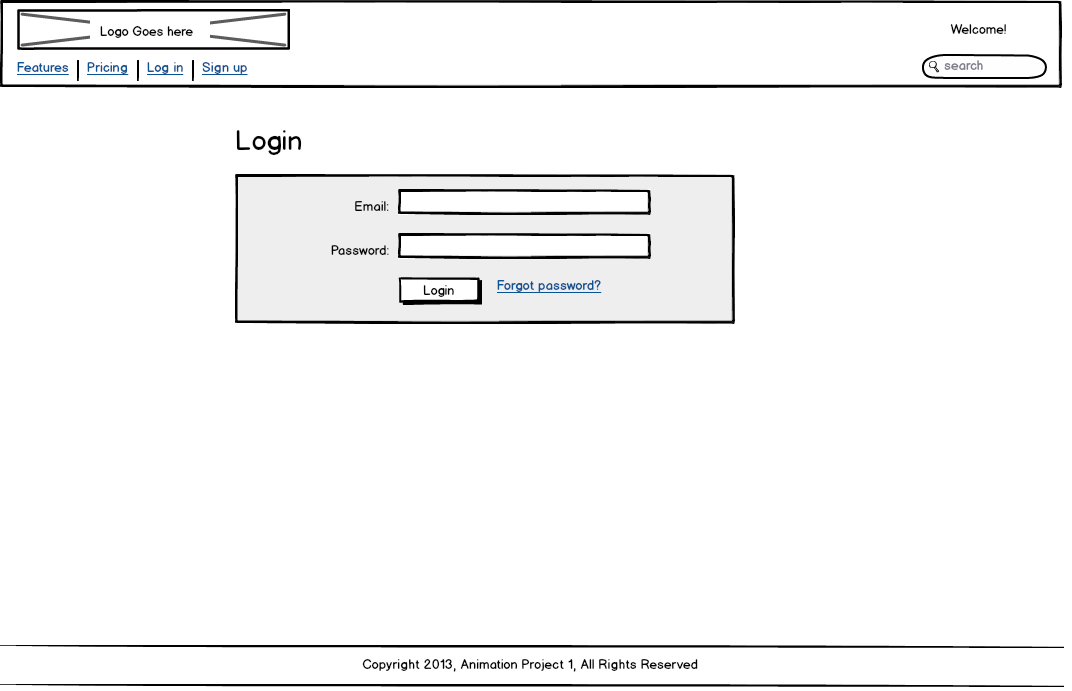 Logo Goes here
Welcome!
Features Pricing Log in Sign up
search
Login
Email:
Password:
Login Forgot password?
Copyright 2013, Animation Project 1, All Rights Reserved